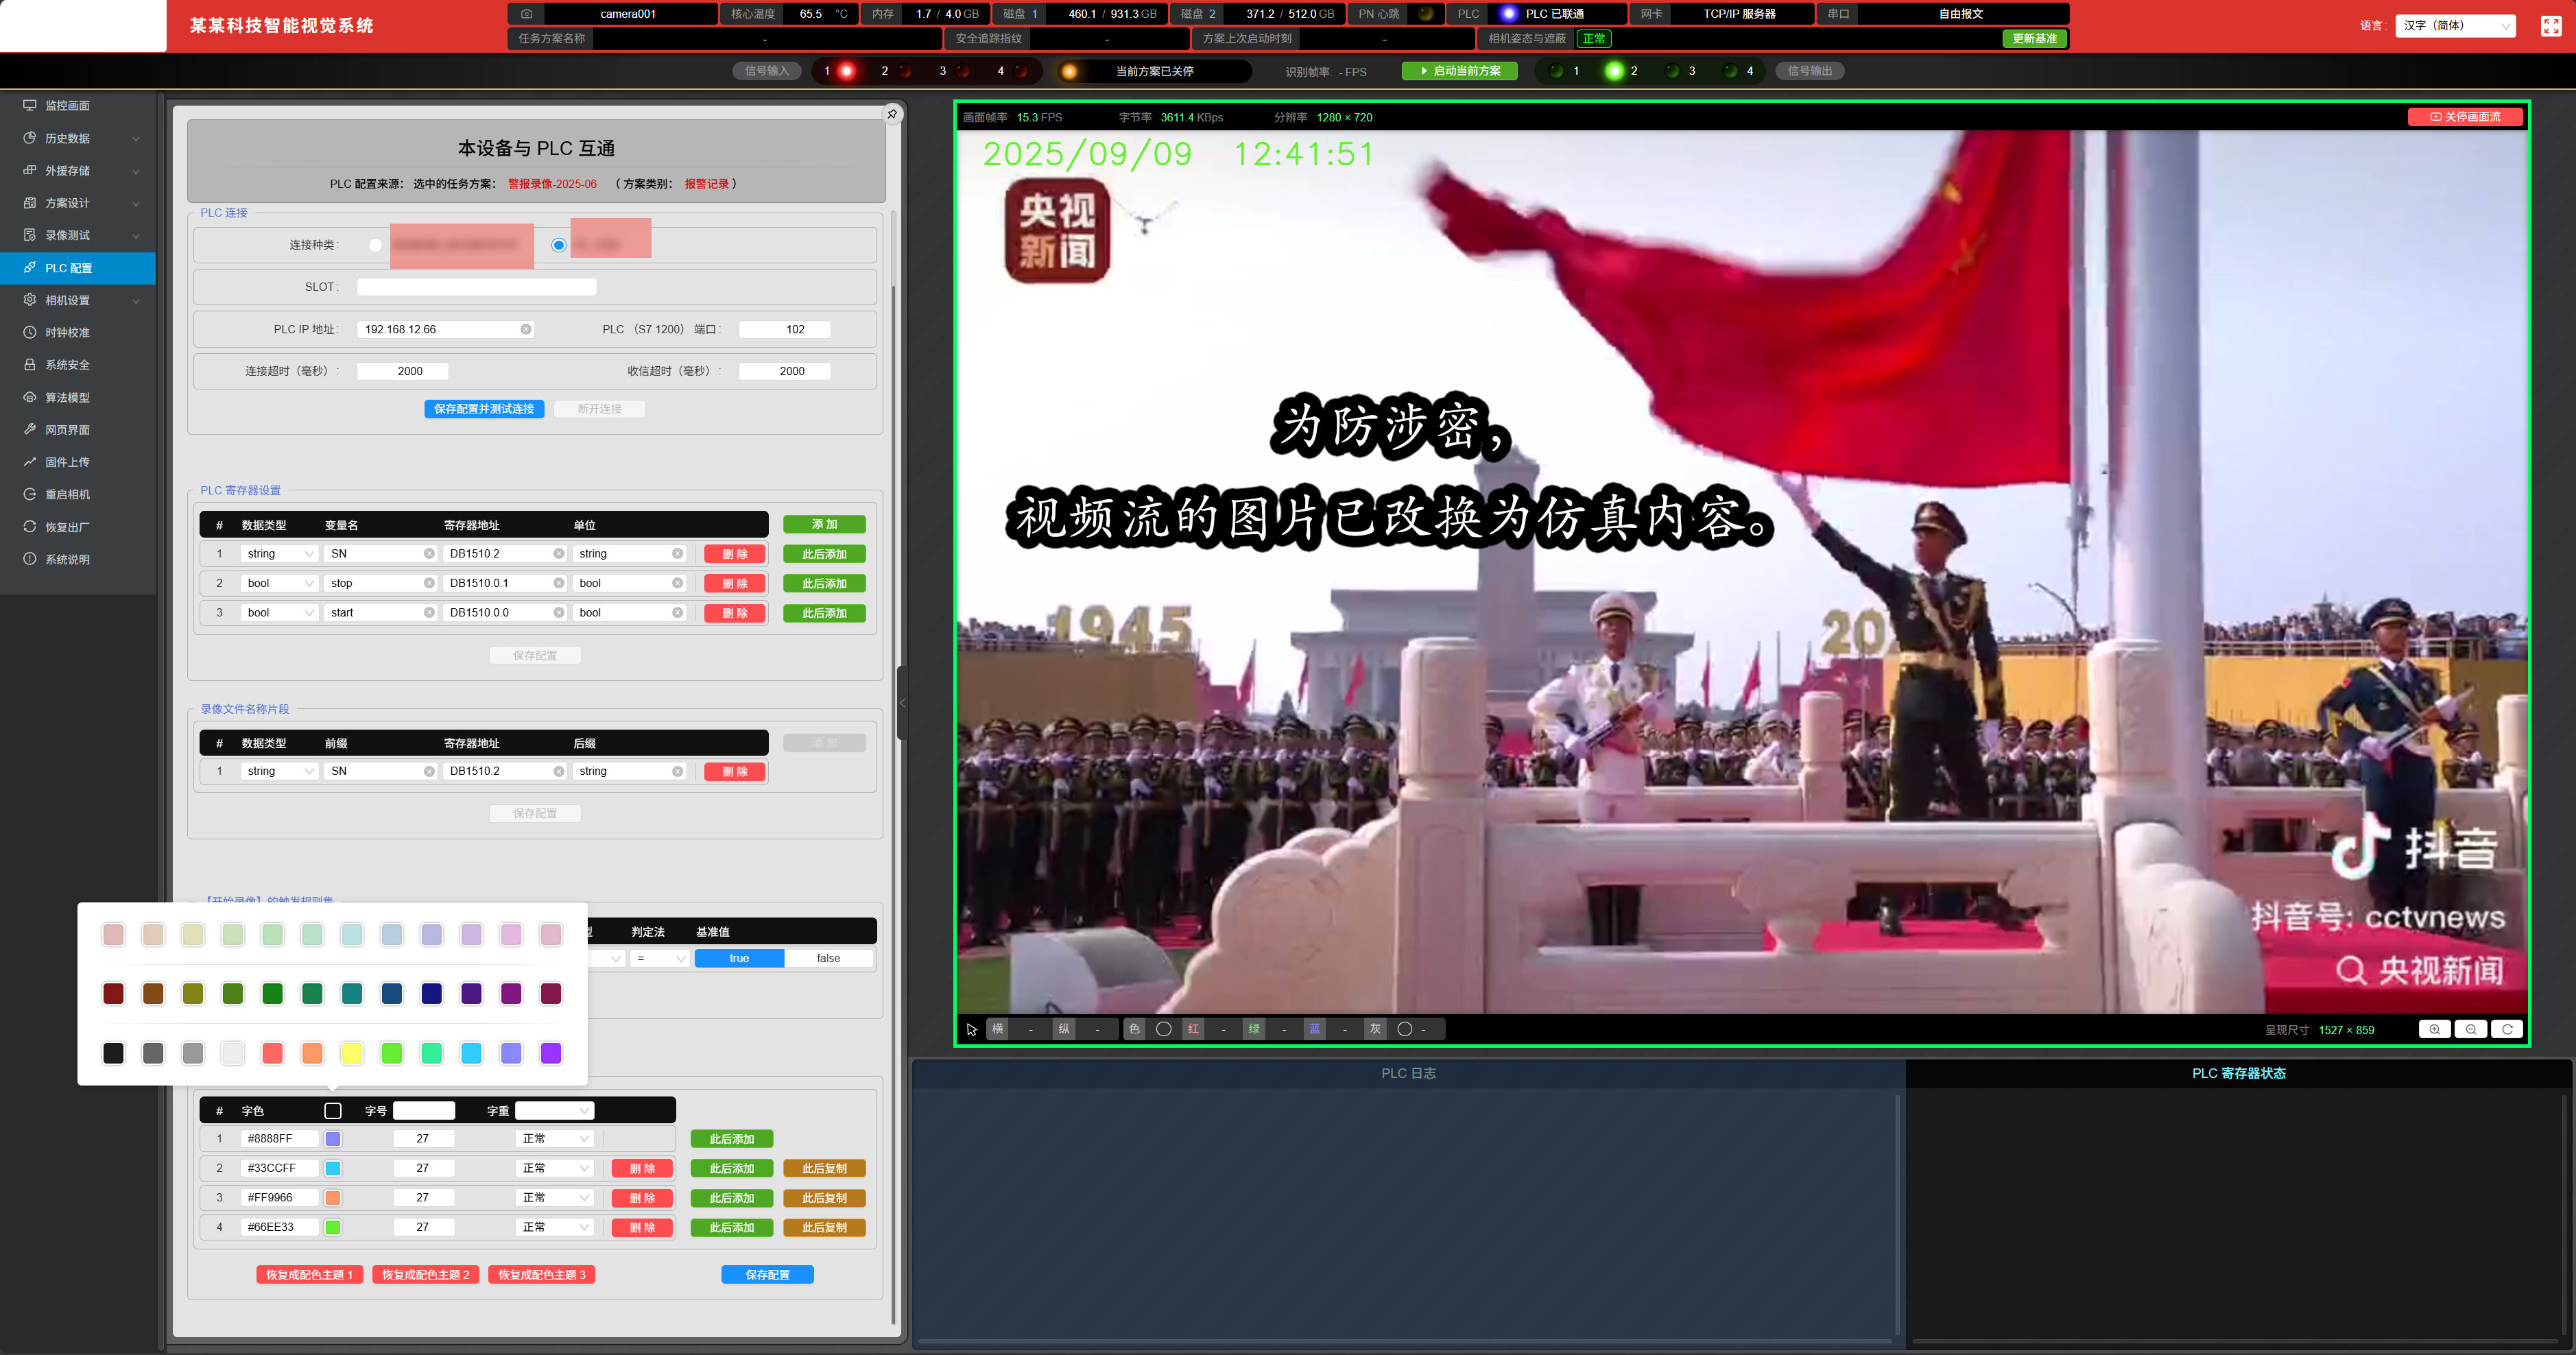 某某科技智能视觉系统
camera001
核心温度 65.5 °C
内存 1.7 / 4.0 GB
磁盘 1 460.1 / 931.3 GB
磁盘 2 371.2 / 512.0 GB
PN 心跳
PLC PLC 已联通
网卡 TCP/IP 服务器
串口 自由报文
任务方案名称 -
安全追踪指纹 -
方案上次启动时刻 -
相机姿态与遮蔽 正常
更新基准
语言: 汉字（简体）
信号输入 1 2 3 4
当前方案已关停
识别帧率: - FPS
启动当前方案
1 2 3 4 信号输出
监控画面
历史数据
外援存储
方案设计
录像测试
PLC 配置
相机设置
时钟校准
系统安全
算法模型
网页界面
固件上传
重启相机
恢复出厂
系统说明
本设备与 PLC 互通
PLC 配置来源： 选中的任务方案： 警报录像-2025-06 （ 方案类别： 报警记录 ）
PLC 连接
连接种类:
SLOT:
PLC IP 地址: 192.168.12.66 PLC （S7 1200） 端口: 102
连接超时（毫秒）: 2000 收信超时（毫秒）: 2000
保存配置并测试连接 断开连接
PLC 寄存器设置
# 数据类型 变量名 寄存器地址 单位 添 加
1 string SN DB1510.2 string 删 除 此后添加
2 bool stop DB1510.0.1 bool 删 除 此后添加
3 bool start DB1510.0.0 bool 删 除 此后添加
保存配置
录像文件名称片段
# 数据类型 前缀 寄存器地址 后缀 添 加
1 string SN DB1510.2 string 删 除
保存配置
【开始录像】的触发规则集
型 判定法 基准值
= true false
# 字色 字号 字重
1 #8888FF 27 正常 此后添加
2 #33CCFF 27 正常 删 除 此后添加 此后复制
3 #FF9966 27 正常 删 除 此后添加 此后复制
4 #66EE33 27 正常 删 除 此后添加 此后复制
恢复成配色主题 1 恢复成配色主题 2 恢复成配色主题 3 保存配置
画面帧率 15.3 FPS 字节率 3611.4 KBps 分辨率 1280 × 720
关停画面流
2025/09/09 12:41:51
央视
新闻
为防涉密，
视频流的图片已改换为仿真内容。
1945
20
抖音
抖音号: cctvnews
央视新闻
横 - 纵 - 色 红 - 绿 - 蓝 - 灰 -
呈现尺寸 1527 × 859
PLC 日志
PLC 寄存器状态